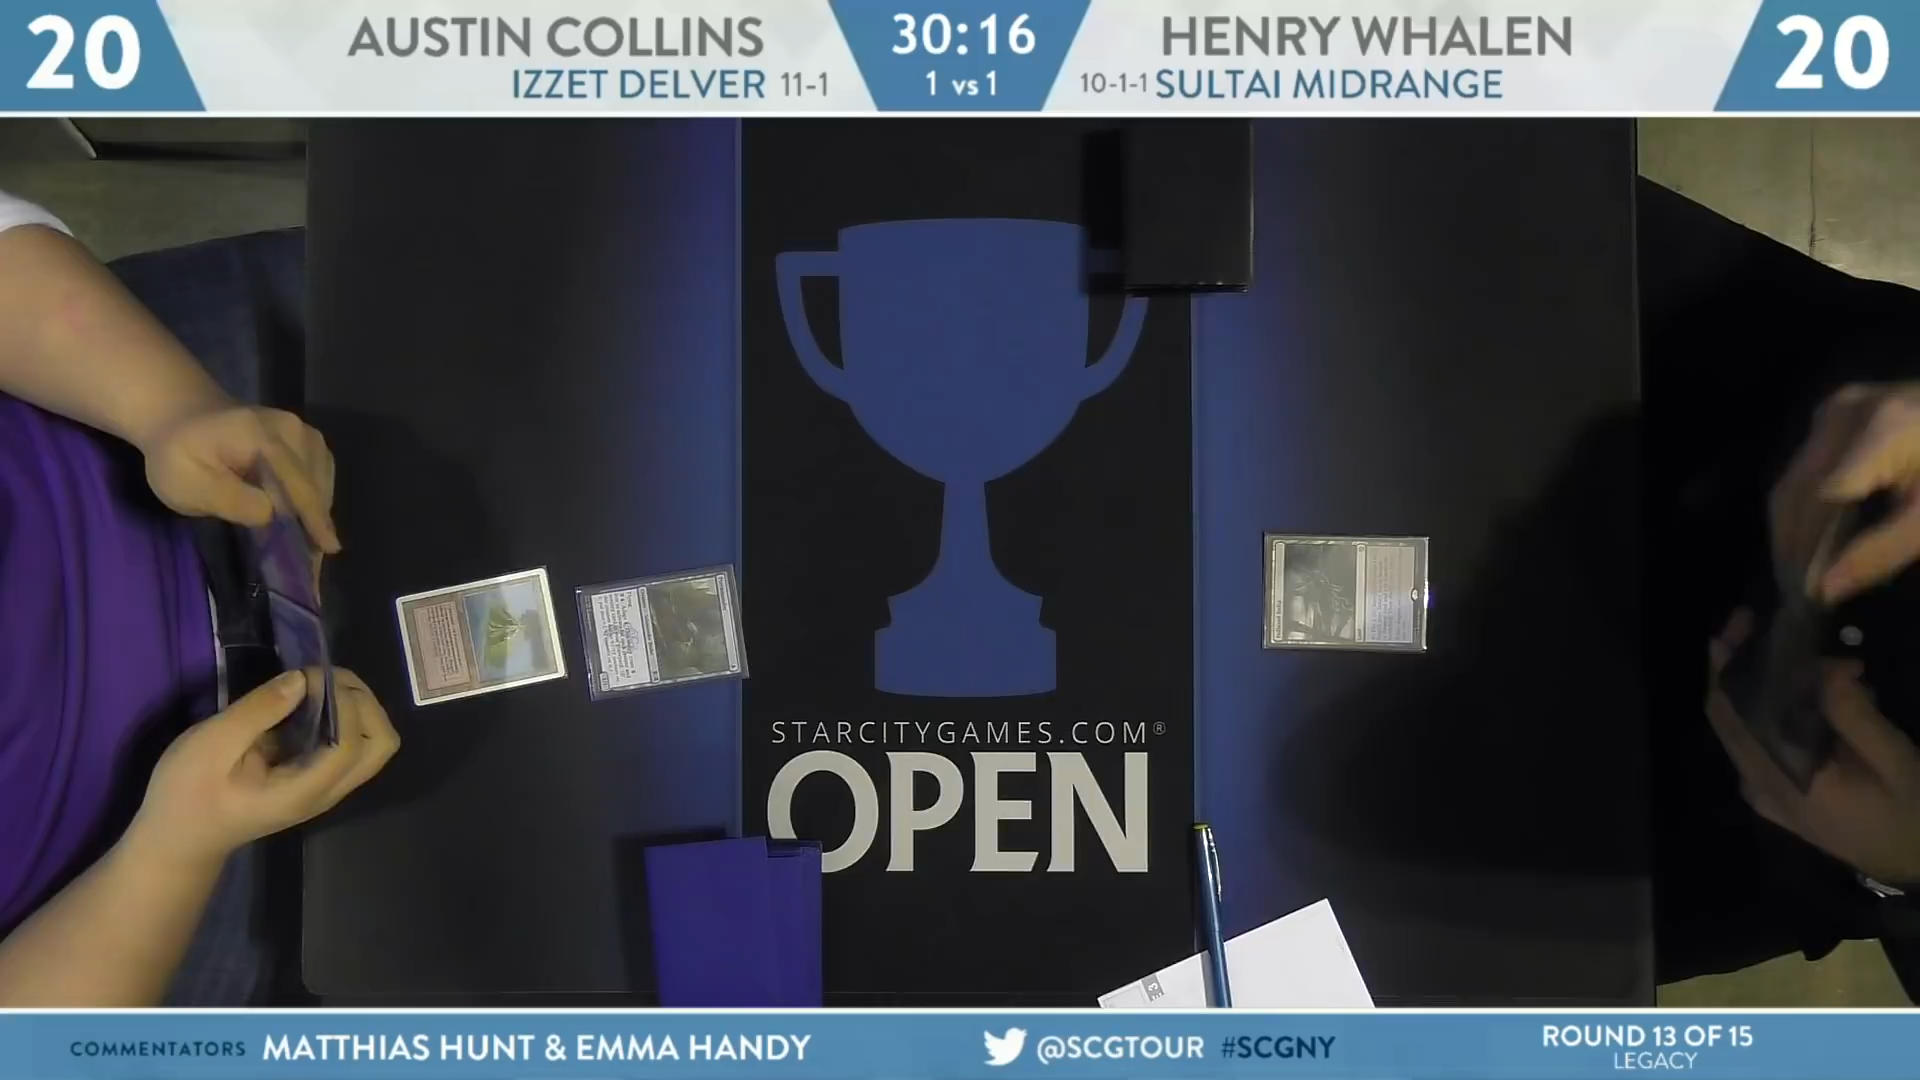 20
AUSTIN COLLINS
IZZET DELVER 11-1
30:16
1 vs 1
HENRY WHALEN
10-1-1 SULTAI MIDRANGE
20
STARCITYGAMES.COM®
OPEN
COMMENTATORS MATTHIAS HUNT & EMMA HANDY
@SCGTOUR #SCGNY
ROUND 13 OF 15
LEGACY